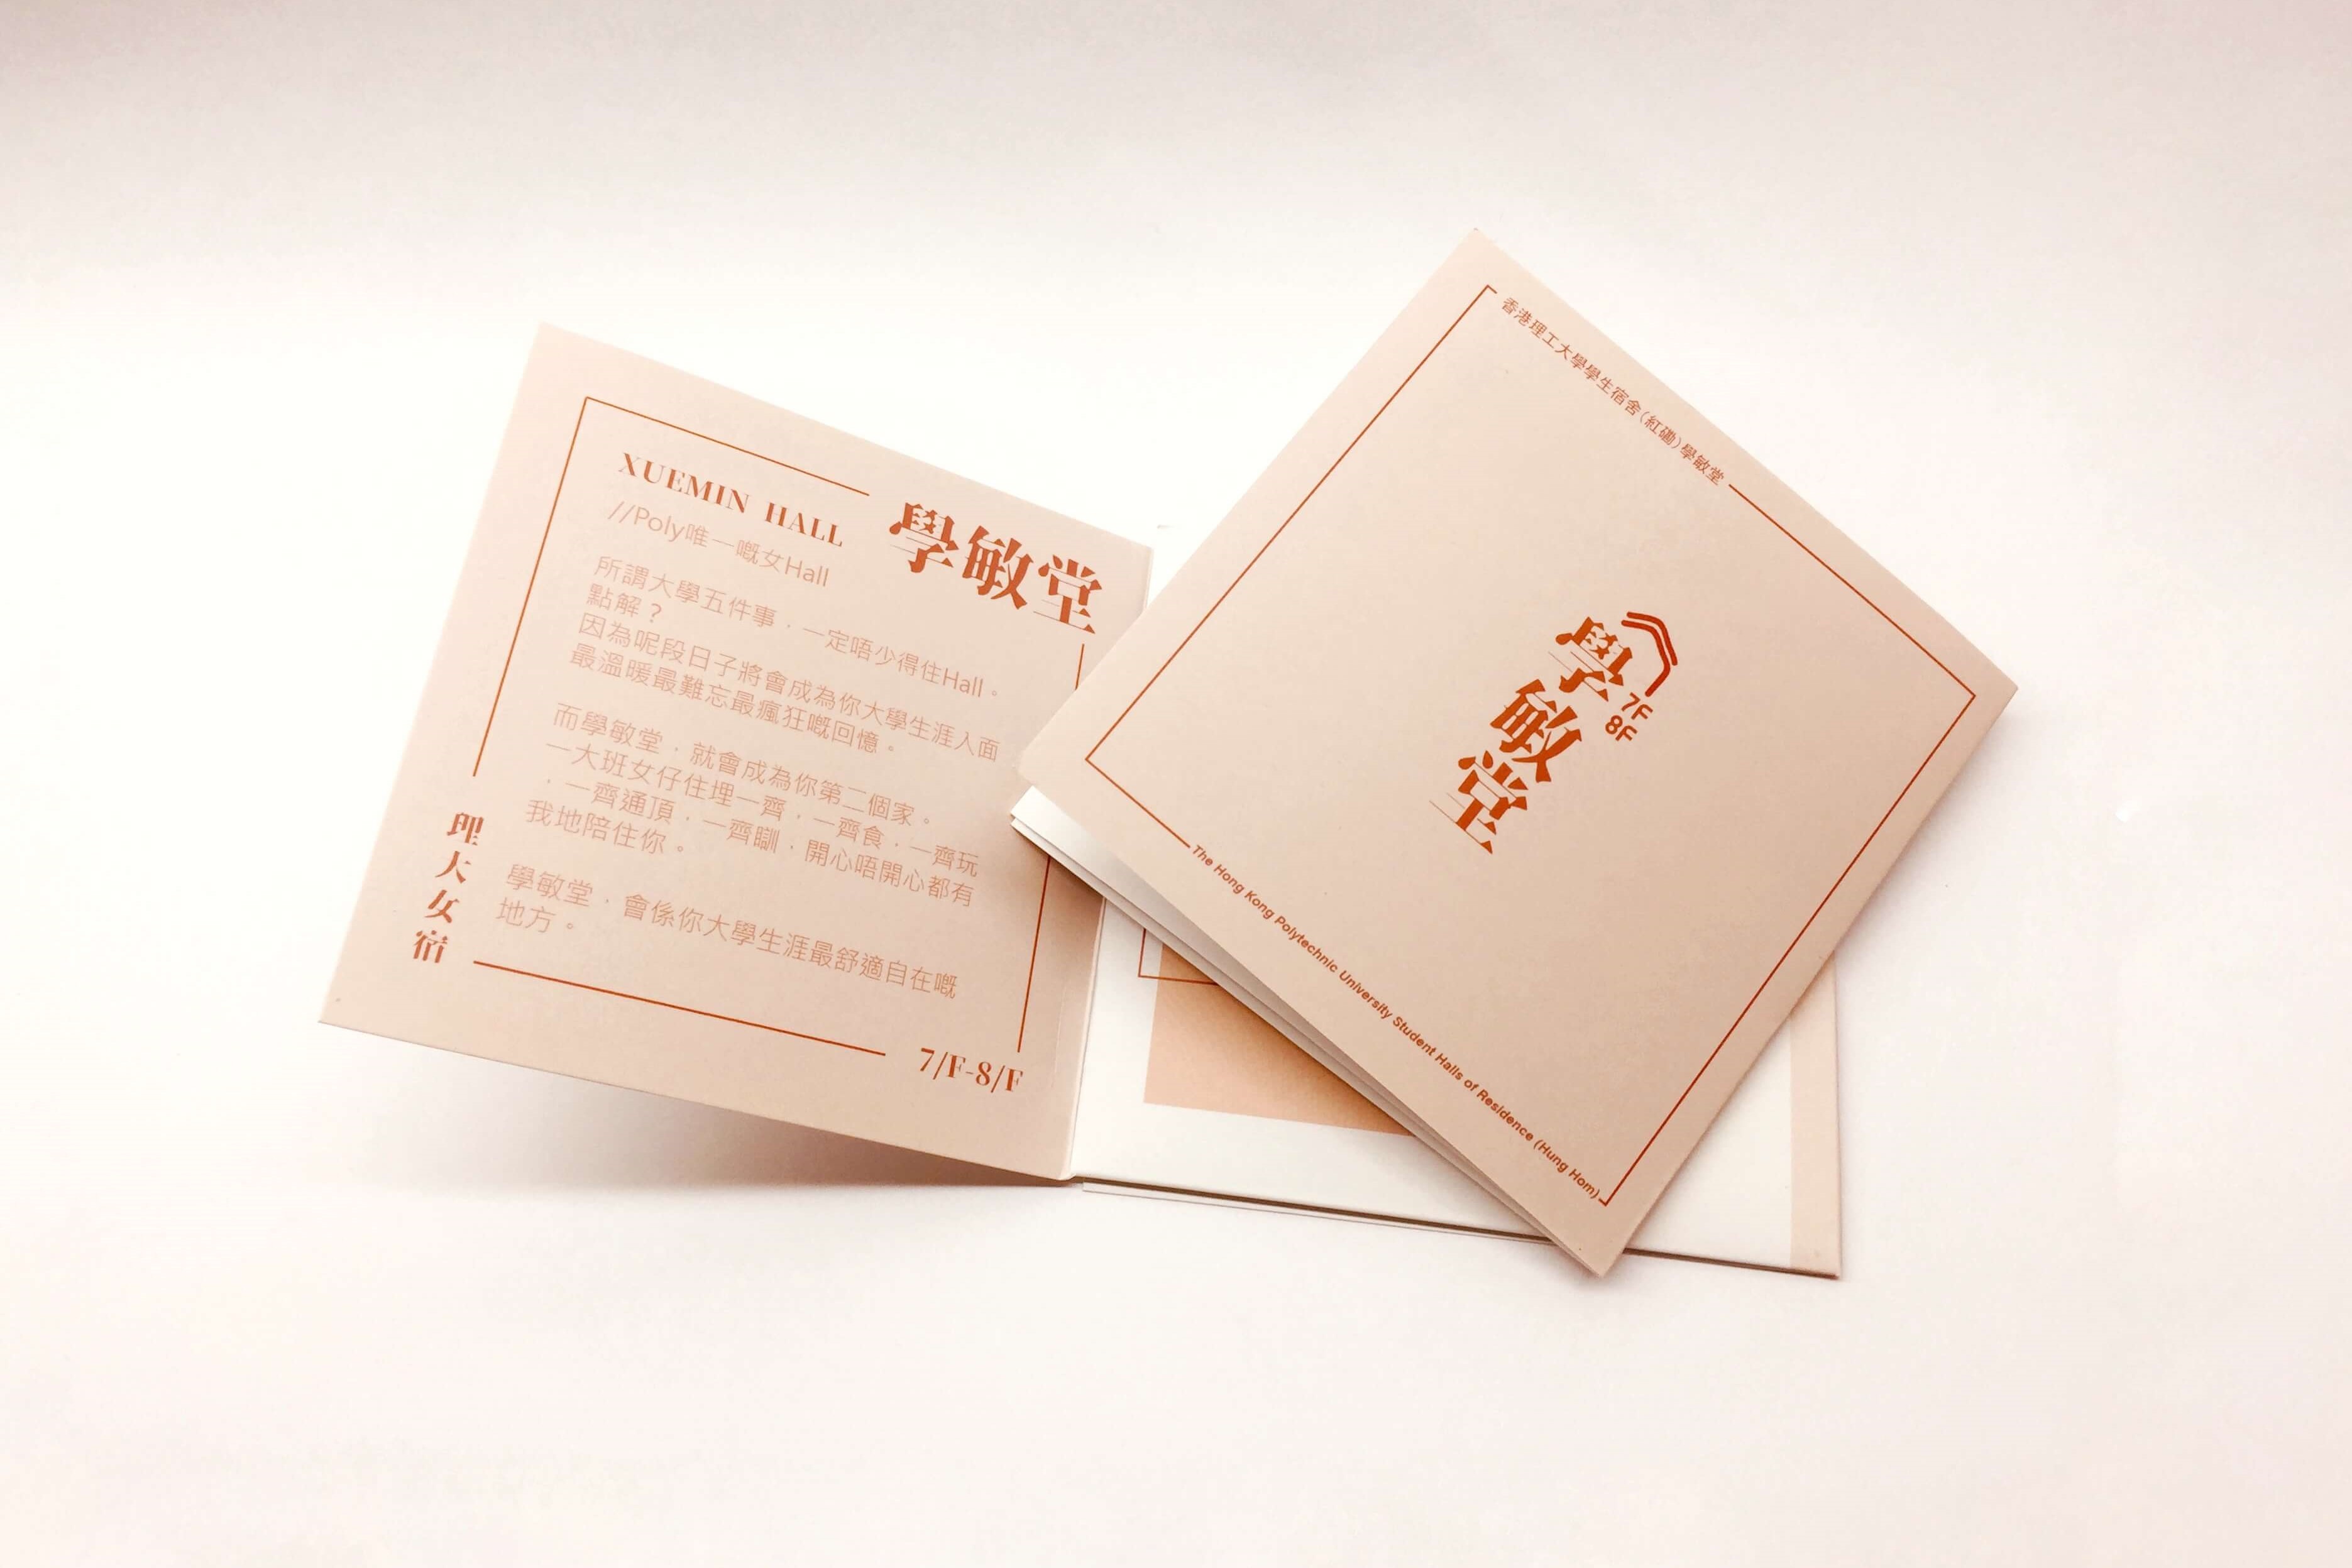 XUEMIN HALL
學敏堂
//Poly唯一嘅女Hall
所謂大學五件事，一定唔少得住Hall。
點解？
因為呢段日子將會成為你大學生涯入面
最溫暖最難忘最瘋狂嘅回憶。
而學敏堂，就會成為你第二個家。
一大班女仔住埋一齊，一齊食，一齊玩
，一齊通頂，一齊瞓，開心唔開心都有
我地陪住你。
學敏堂，會係你大學生涯最舒適自在嘅
地方。
理大女宿
7/F-8/F
香港理工大學學生宿舍(紅磡)學敏堂
學敏堂
7F
8F
The Hong Kong Polytechnic University Student Halls of Residence (Hung Hom)